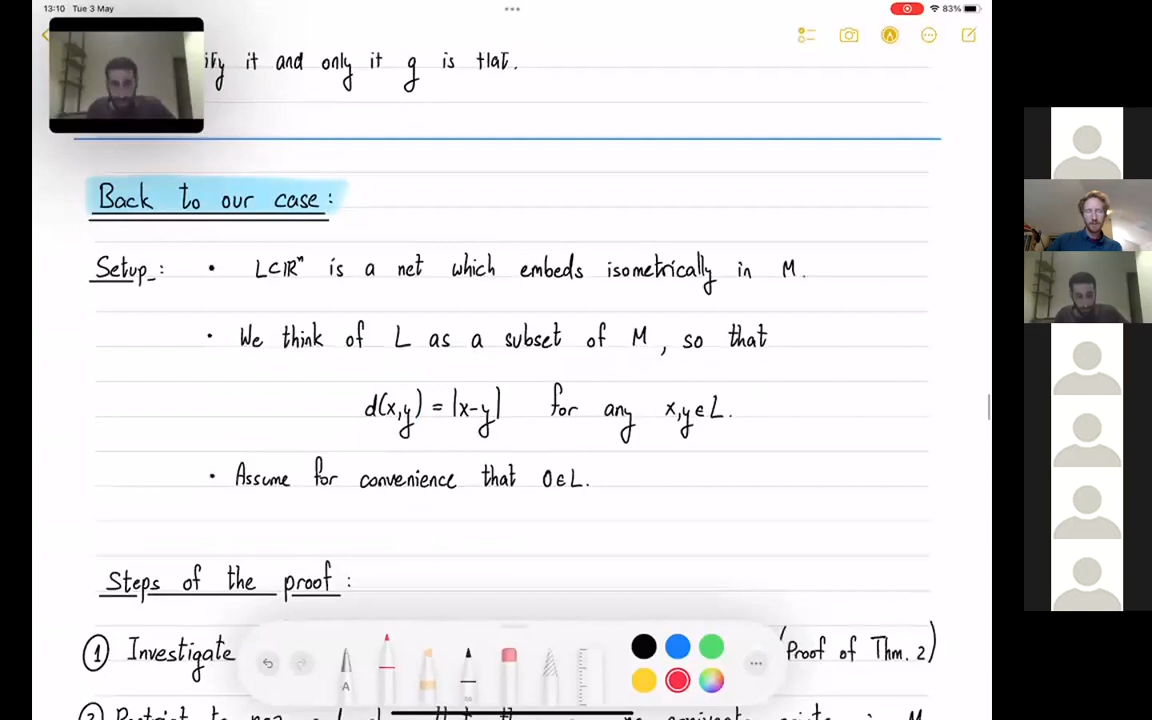 13:10 Tue 3 May
83%
ify it and only it g is tlat.
Back to our case:
Setup: • L⊂ℝⁿ is a net which embeds isometrically in M.
• We think of L as a subset of M, so that
d(x,y) = |x-y| for any x,y∈L.
• Assume for convenience that 0∈L.
Steps of the proof:
① Investigate (Proof of Thm. 2)
A
50